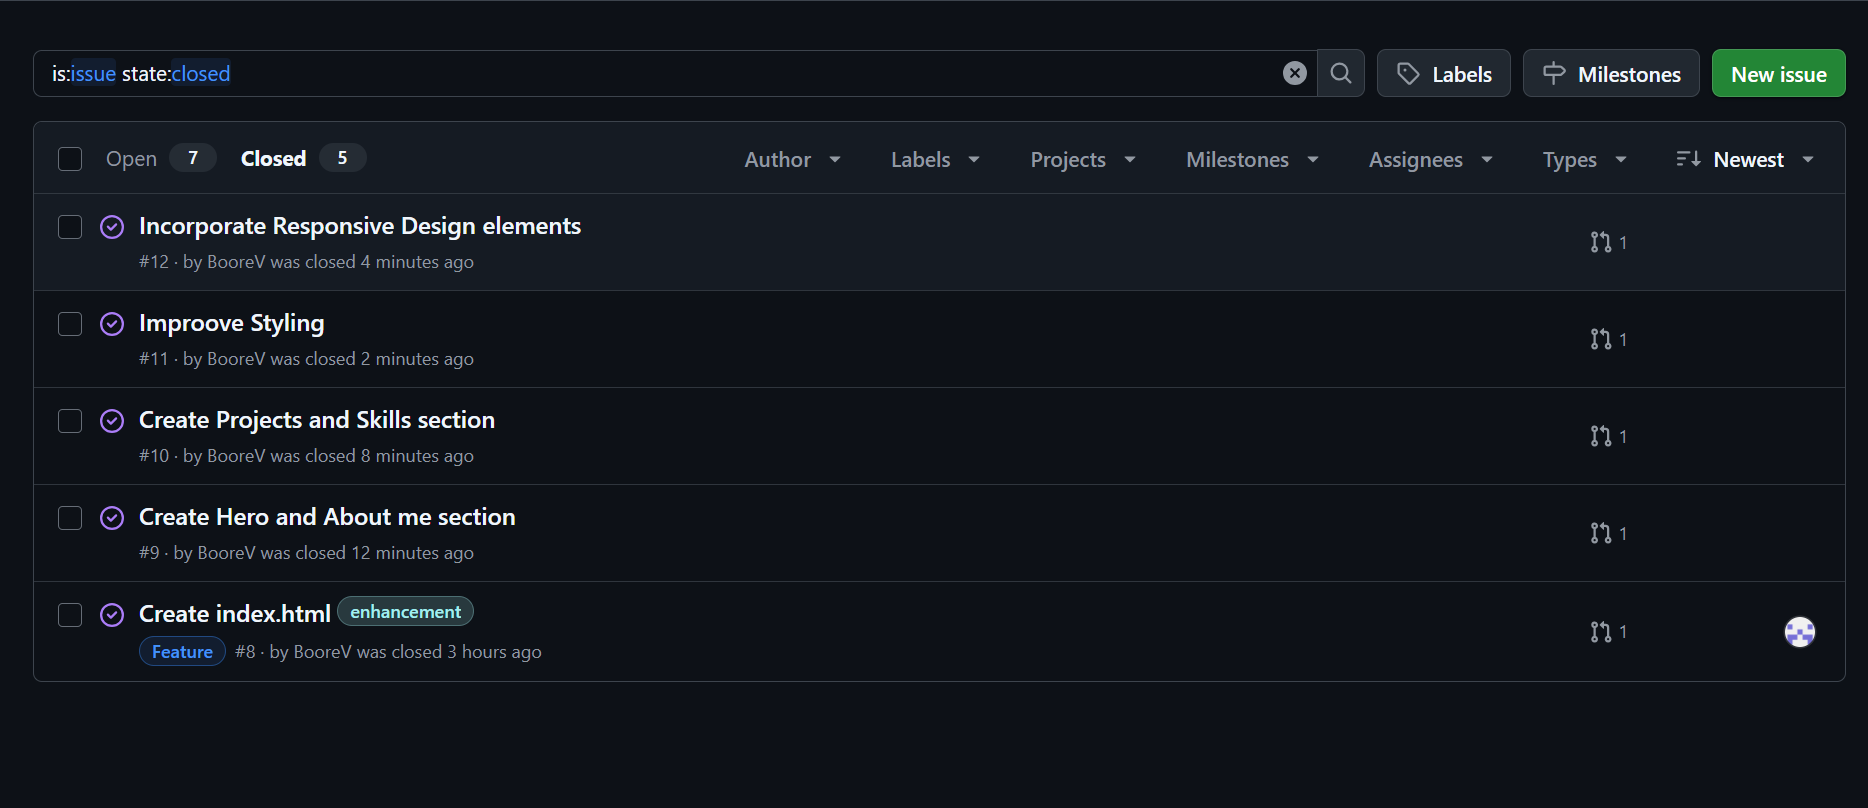 is:issue state:closed
Labels
Milestones
New issue
Open 7 Closed 5
Author Labels Projects Milestones Assignees Types Newest
Incorporate Responsive Design elements
#12 · by BooreV was closed 4 minutes ago
1
Improove Styling
#11 · by BooreV was closed 2 minutes ago
1
Create Projects and Skills section
#10 · by BooreV was closed 8 minutes ago
1
Create Hero and About me section
#9 · by BooreV was closed 12 minutes ago
1
Create index.html enhancement
Feature #8 · by BooreV was closed 3 hours ago
1